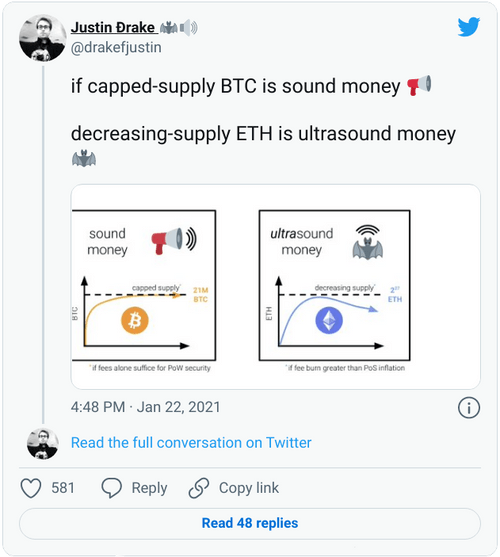 Justin Ðrake 🦇🔊
@drakefjustin
if capped-supply BTC is sound money 📢
decreasing-supply ETH is ultrasound money
🦇
sound
money
capped supply*
21M
BTC
BTC
*if fees alone suffice for PoW security
ultrasound
money
decreasing supply*
ETH
ETH
*if fee burn greater than PoS inflation
4:48 PM · Jan 22, 2021
Read the full conversation on Twitter
581
Reply
Copy link
Read 48 replies